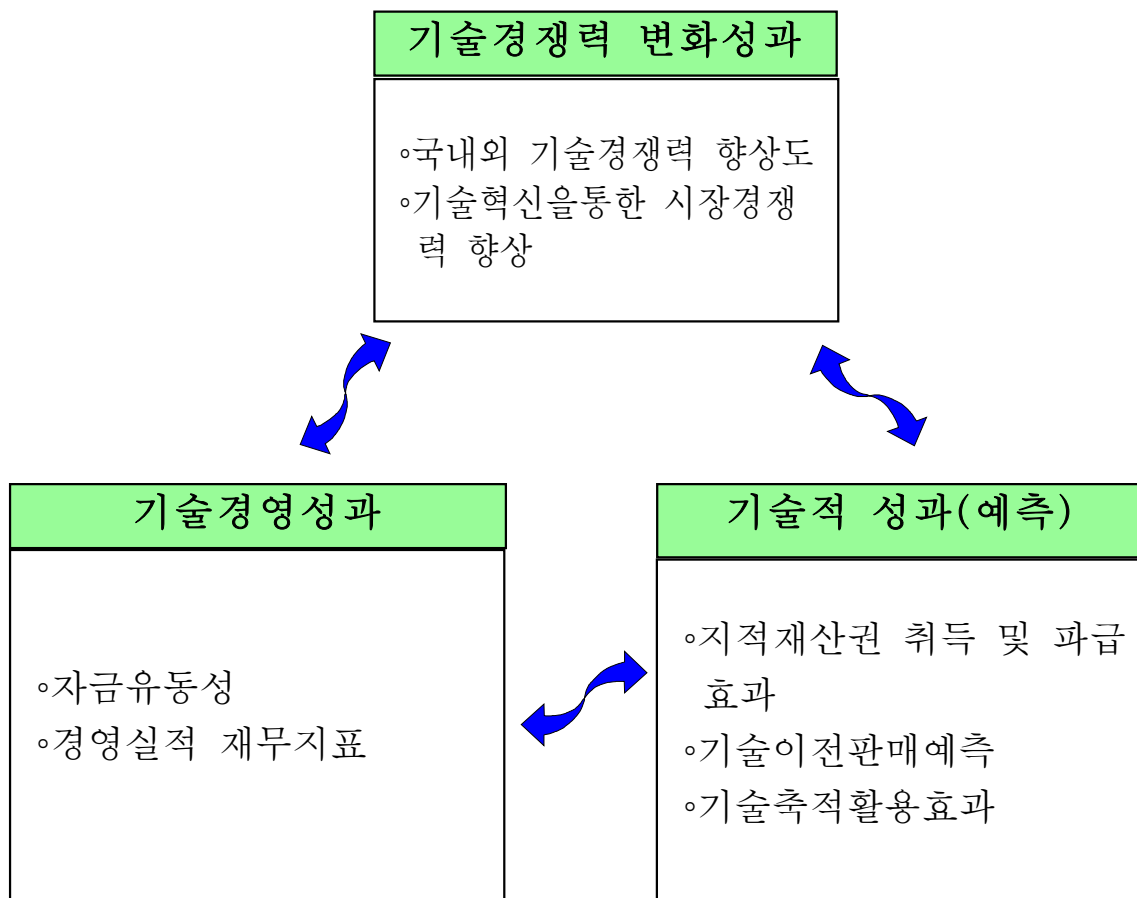 기술경쟁력 변화성과
◦국내외 기술경쟁력 향상도
◦기술혁신을통한 시장경쟁
력 향상
기술경영성과
◦자금유동성
◦경영실적 재무지표
기술적 성과(예측)
◦지적재산권 취득 및 파급
효과
◦기술이전판매예측
◦기술축적활용효과